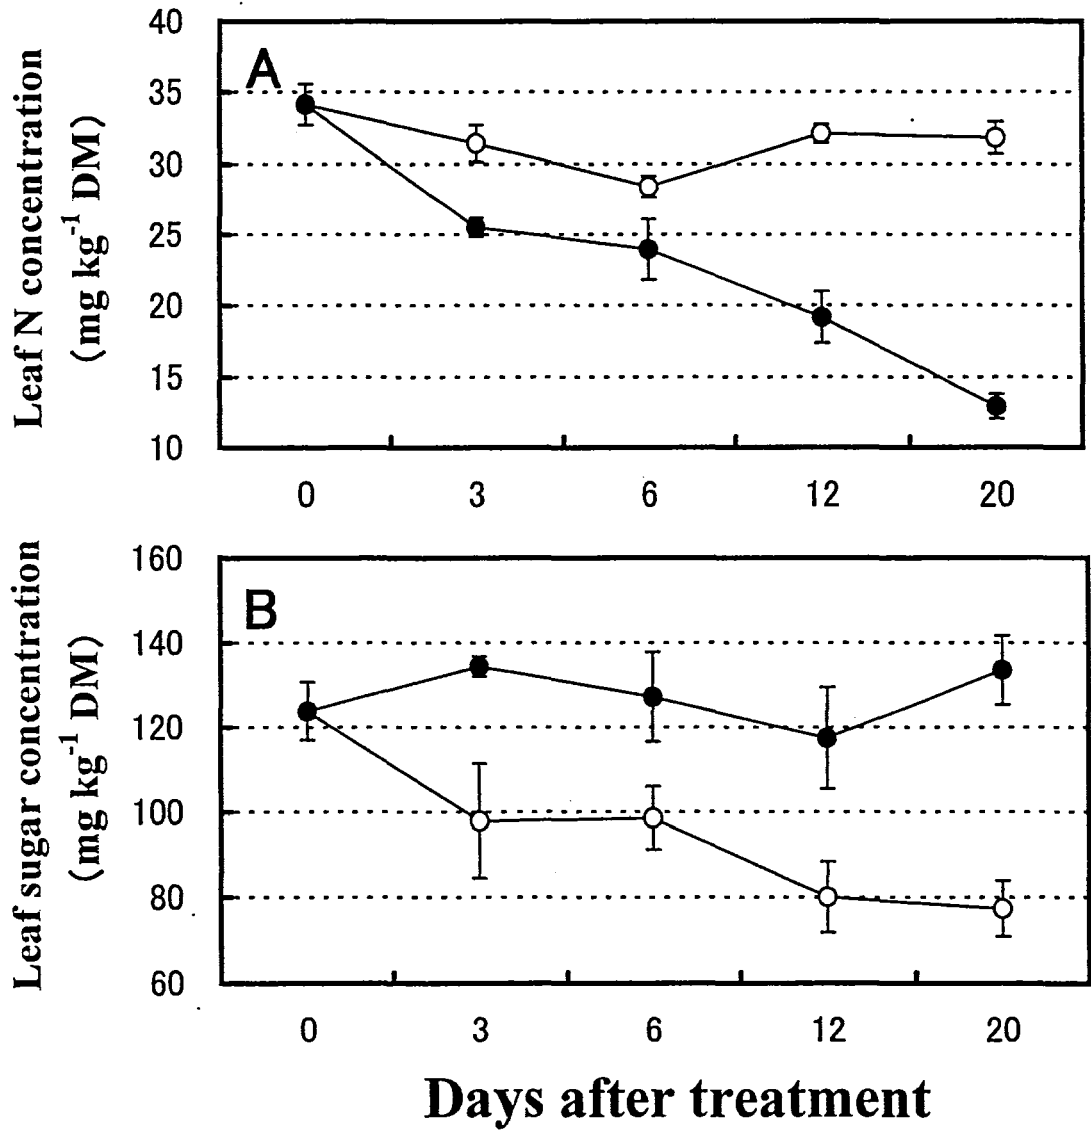 Leaf N concentration
(mg kg-1 DM)
A
40
35
30
25
20
15
10
0 3 6 12 20
Leaf sugar concentration
(mg kg-1 DM)
B
160
140
120
100
80
60
0 3 6 12 20
Days after treatment